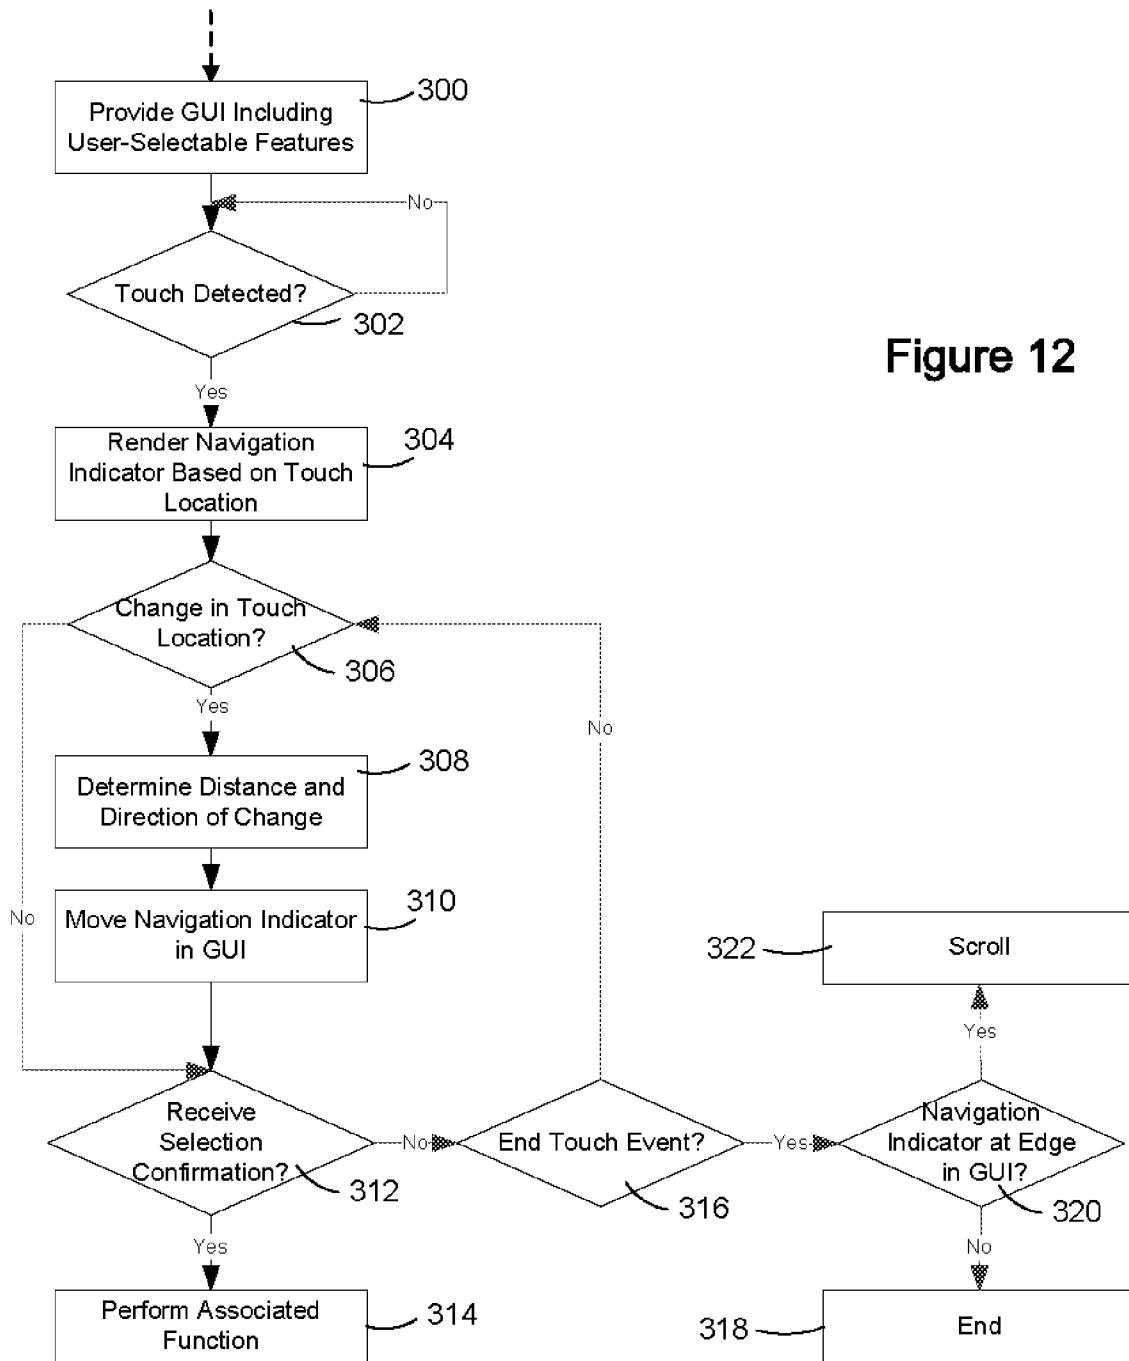 300
Provide GUI Including
User-Selectable Features
No
Touch Detected?
302
Figure 12
Yes
304
Render Navigation
Indicator Based on Touch
Location
Change in Touch
Location?
306
Yes
No
308
Determine Distance and
Direction of Change
310
Move Navigation Indicator
in GUI
No
322
Scroll
Yes
Receive
Selection
Confirmation?
312
No
End Touch Event?
316
Yes
Navigation
Indicator at Edge
in GUI?
320
Yes
No
Perform Associated
Function
314
318
End